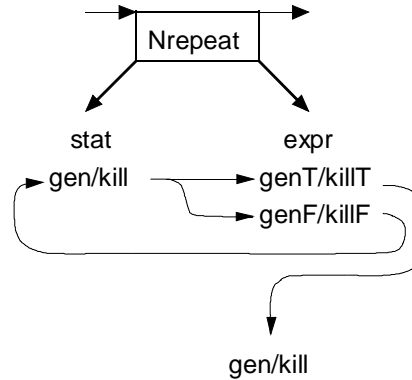 Nrepeat
stat expr
gen/kill genT/killT
genF/killF
gen/kill